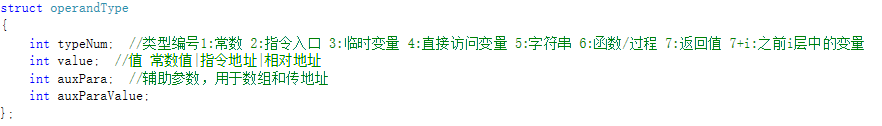 struct operandType
{
int typeNum;  //类型编号1:常数 2:指令入口 3:临时变量 4:直接访问变量 5:字符串 6:函数/过程 7:返回值 7+i:之前i层中的变量
int value;  //值 常数值|指令地址|相对地址
int auxPara;  //辅助参数，用于数组和传地址
int auxParaValue;
};